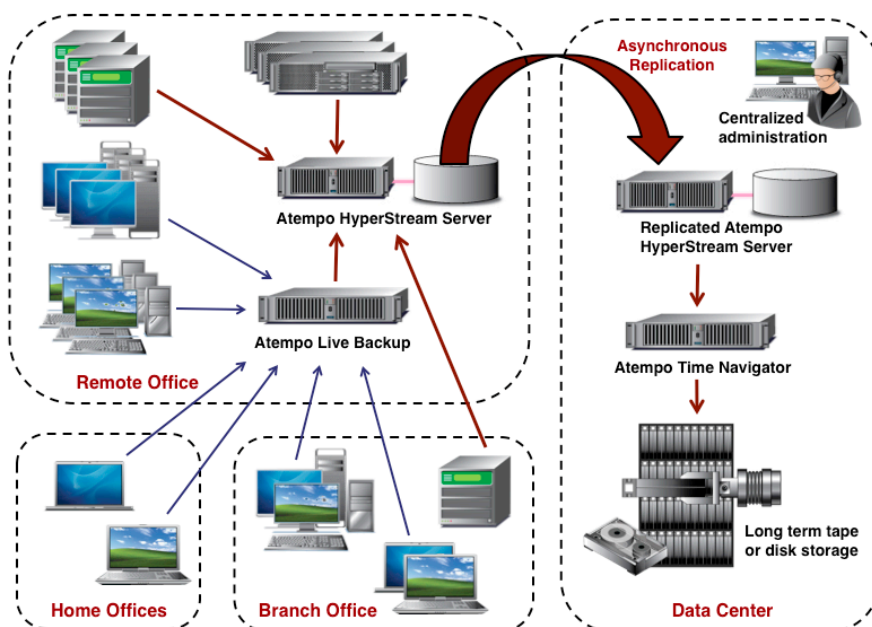 Asynchronous
Replication
Centralized
administration
Atempo HyperStream Server
Replicated Atempo
HyperStream Server
Atempo Live Backup
Atempo Time Navigator
Remote Office
Long term tape
or disk storage
Home Offices
Branch Office
Data Center